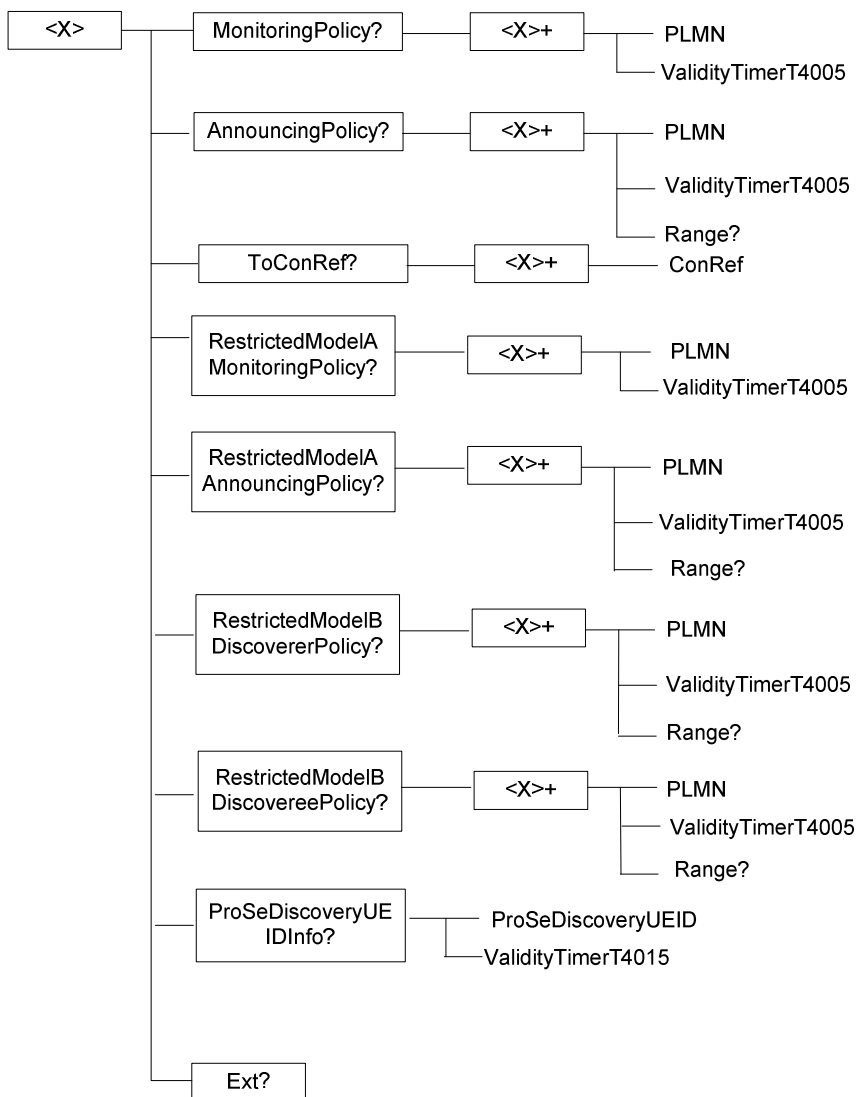 <X>
MonitoringPolicy?
<X>+
PLMN
ValidityTimerT4005
AnnouncingPolicy?
<X>+
PLMN
ValidityTimerT4005
Range?
ToConRef?
<X>+
ConRef
RestrictedModelA
MonitoringPolicy?
<X>+
PLMN
ValidityTimerT4005
RestrictedModelA
AnnouncingPolicy?
<X>+
PLMN
ValidityTimerT4005
Range?
RestrictedModelB
DiscovererPolicy?
<X>+
PLMN
ValidityTimerT4005
Range?
RestrictedModelB
DiscovereePolicy?
<X>+
PLMN
ValidityTimerT4005
Range?
ProSeDiscoveryUE
IDInfo?
ProSeDiscoveryUEID
ValidityTimerT4015
Ext?